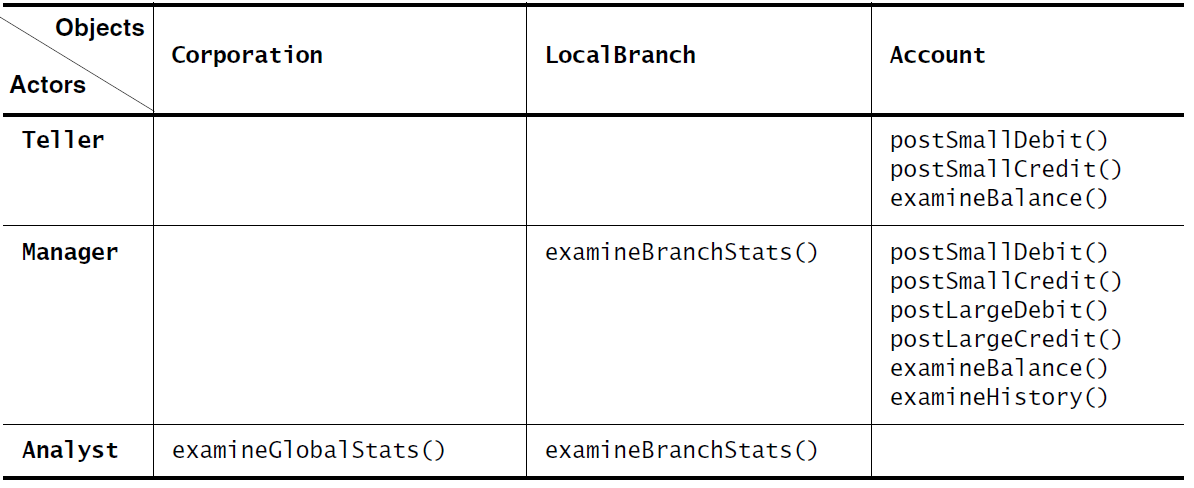 Objects
Actors
Corporation
LocalBranch
Account
Teller
postSmallDebit()
postSmallCredit()
examineBalance()
Manager
examineBranchStats()
postSmallDebit()
postSmallCredit()
postLargeDebit()
postLargeCredit()
examineBalance()
examineHistory()
Analyst
examineGlobalStats()
examineBranchStats()